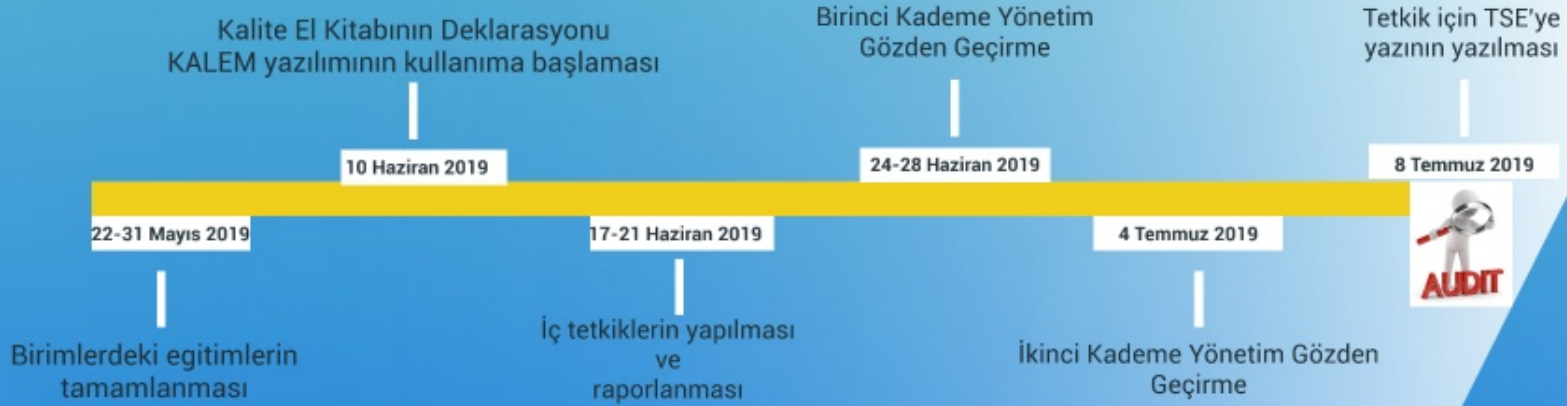 Kalite El Kitabının Deklarasyonu
KALEM yazılımının kullanıma başlaması
10 Haziran 2019
Birinci Kademe Yönetim
Gözden Geçirme
24-28 Haziran 2019
Tetkik için TSE'ye
yazının yazılması
8 Temmuz 2019
22-31 Mayıs 2019
Birimlerdeki egitimlerin
tamamlanması
17-21 Haziran 2019
İç tetkiklerin yapılması
ve
raporlanması
4 Temmuz 2019
İkinci Kademe Yönetim Gözden
Geçirme
AUDIT